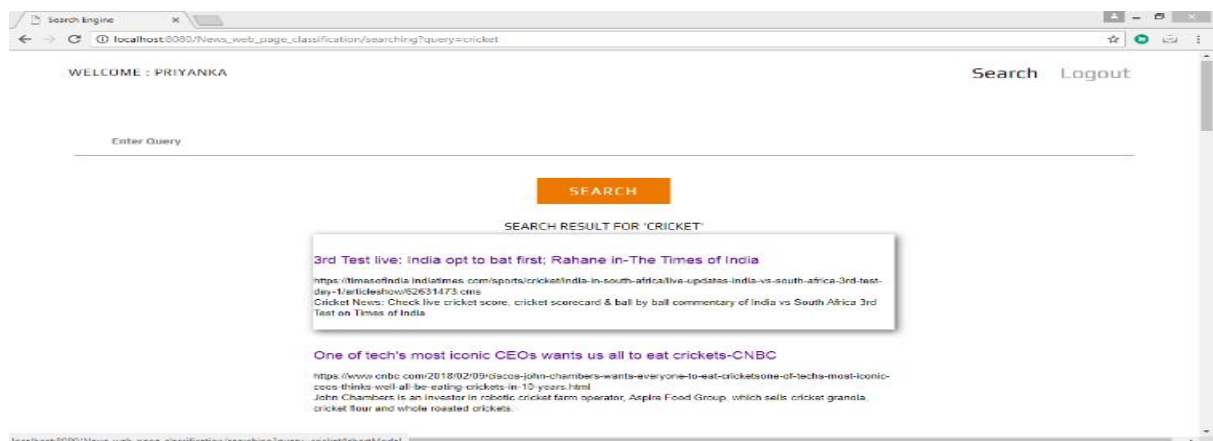 Search Engine
localhost:8080/News_web_page_classification/searching?query=cricket
WELCOME : PRIYANKA
Search Logout
Enter Query
SEARCH
SEARCH RESULT FOR 'CRICKET'
3rd Test live: India opt to bat first; Rahane in-The Times of India
https://timesofindia.indiatimes.com/sports/cricket/india-in-south-africa/live-updates-india-vs-south-africa-3rd-test-
day-1/articleshow/62631473.cms
Cricket News: Check live cricket score, cricket scorecard & ball by ball commentary of India vs South Africa 3rd
Test on Times of India
One of tech's most iconic CEOs wants us all to eat crickets-CNBC
https://www.cnbc.com/2018/02/09/ciscos-john-chambers-wants-everyone-to-eat-cricketsone-of-techs-most-iconic-
ceos-thinks-well-all-be-eating-crickets-in-10-years.html
John Chambers is an investor in robotic cricket farm operator, Aspire Food Group, which sells cricket granola,
cricket flour and whole roasted crickets.